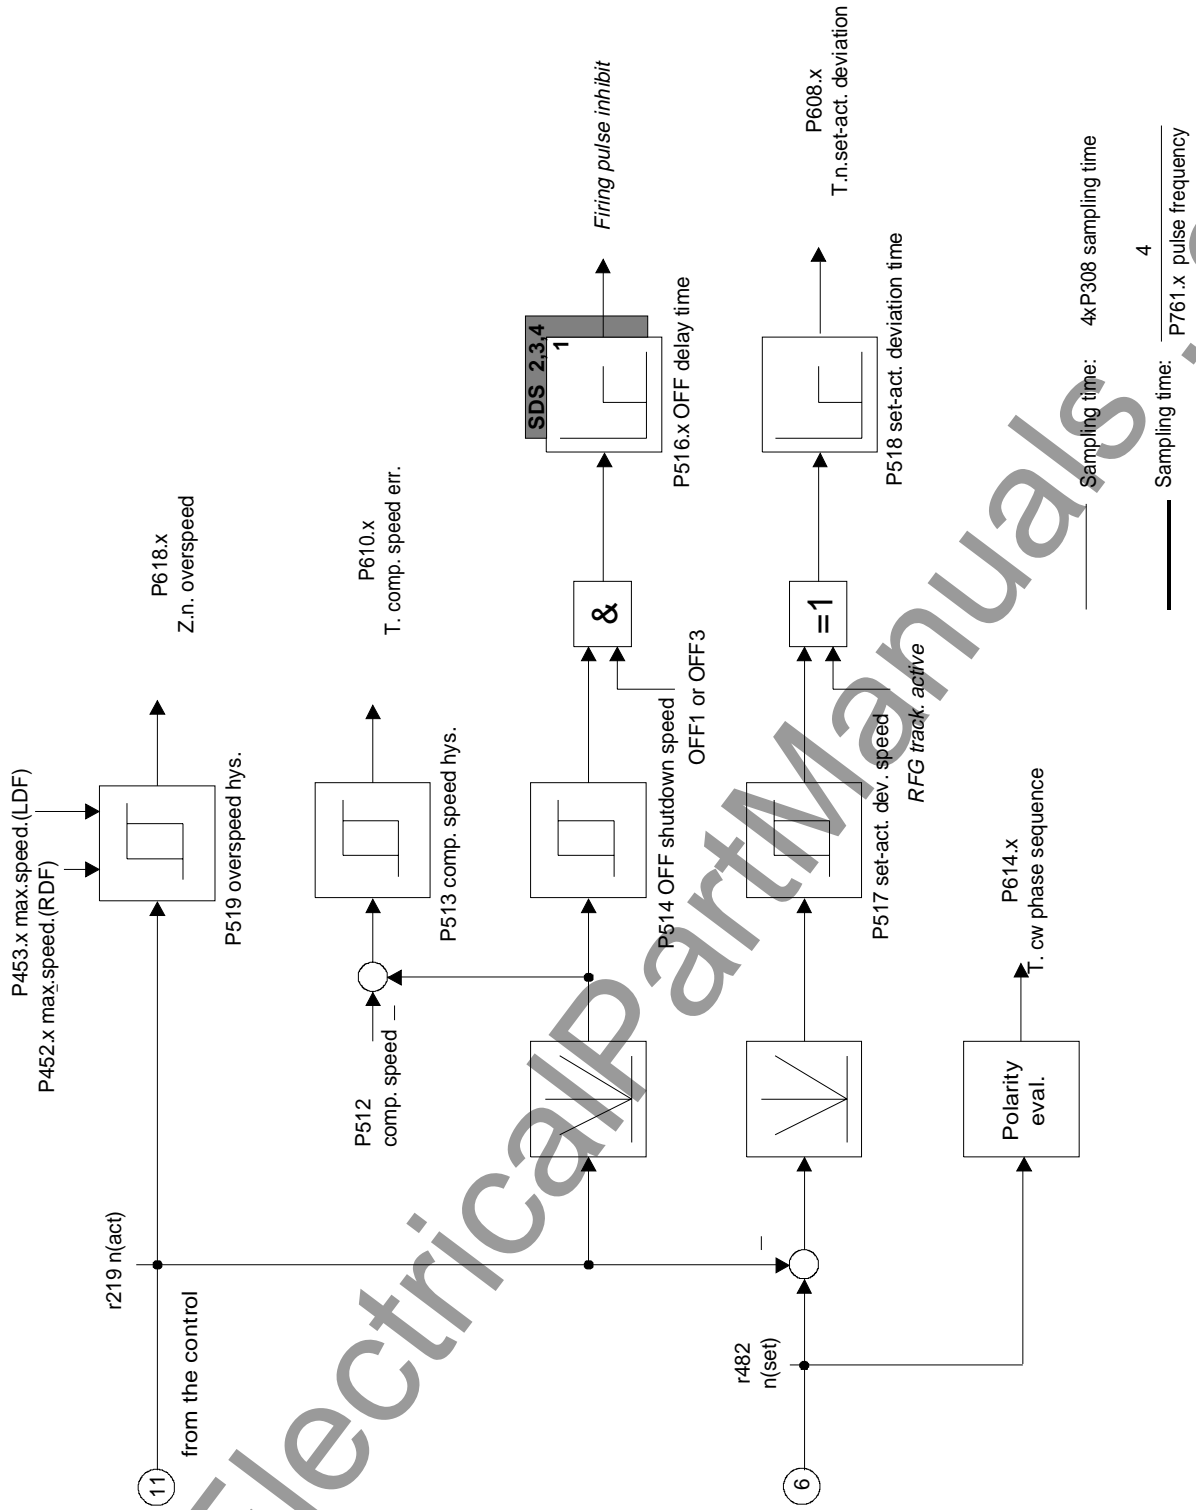 P453.x max.speed.(LDF)
P452.x max.speed.(RDF)
r219 n(act)
11
from the control
P519 overspeed hys.
P618.x
Z.n. overspeed
P512
comp. speed
–
P513 comp. speed hys.
P610.x
T. comp. speed err.
P514 OFF shutdown speed
OFF1 or OFF3
&
SDS 2,3,4
1
P516.x OFF delay time
Firing pulse inhibit
r482
n(set)
6
–
P517 set-act. dev. speed
RFG track. active
=1
P518 set-act. deviation time
P608.x
T.n.set-act. deviation
Polarity
eval.
P614.x
T. cw phase sequence
Sampling time: 4xP308 sampling time
Sampling time: 4
P761.x pulse frequency
ElectricalPartManuals .